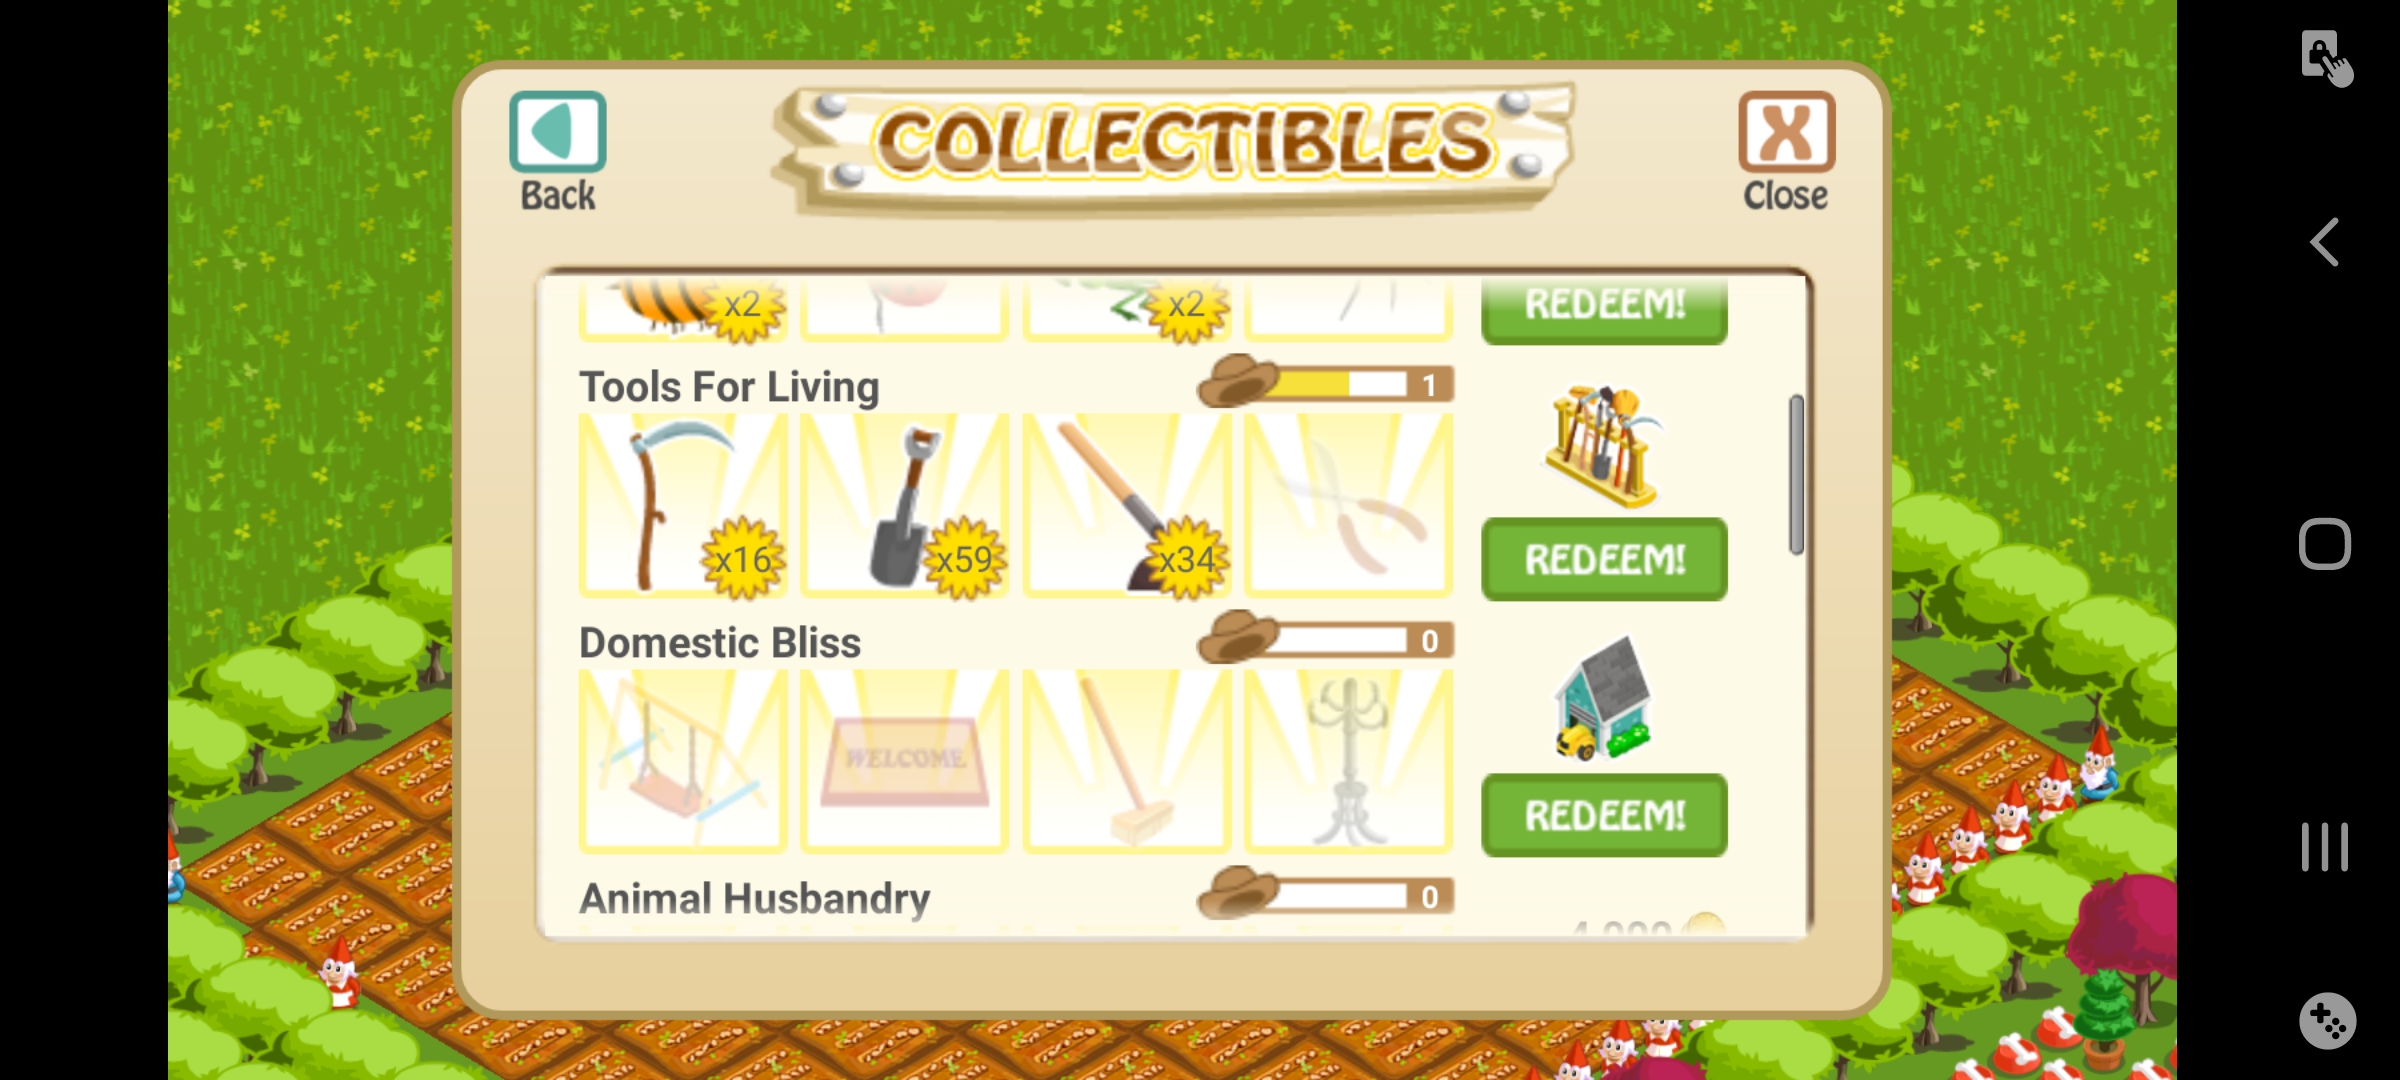 COLLECTIBLES
Back
Close
x2
x2
REDEEM!
Tools For Living
1
x16
x59
x34
REDEEM!
Domestic Bliss
0
WELCOME
REDEEM!
Animal Husbandry
0